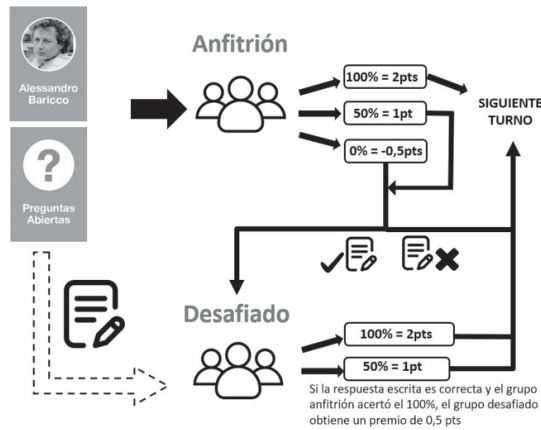 Alessandro
Baricco
?
Preguntas
Abiertas
Anfitrión
100% = 2pts
50% = 1pt
0% = -0,5pts
SIGUIENTE
TURNO
Desafiado
100% = 2pts
50% = 1pt
Si la respuesta escrita es correcta y el grupo
anfitrión acertó el 100%, el grupo desafiado
obtiene un premio de 0,5 pts